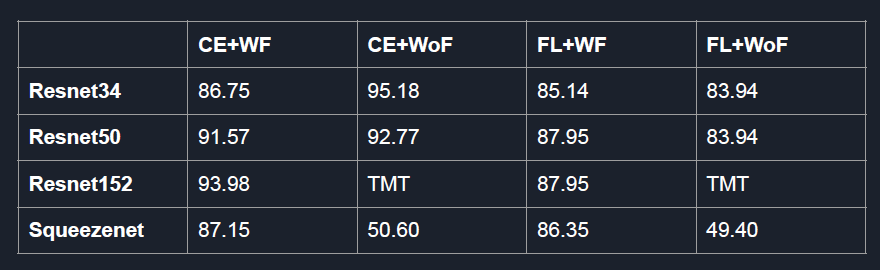 CE+WF CE+WoF FL+WF FL+WoF
Resnet34 86.75 95.18 85.14 83.94
Resnet50 91.57 92.77 87.95 83.94
Resnet152 93.98 TMT 87.95 TMT
Squeezenet 87.15 50.60 86.35 49.40